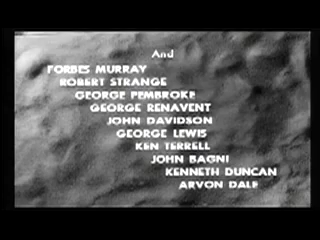 And
FORBES MURRAY
ROBERT STRANGE
GEORGE PEMBROKE
GEORGE RENAVENT
JOHN DAVIDSON
GEORGE LEWIS
KEN TERRELL
JOHN BAGNI
KENNETH DUNCAN
ARVON DALE